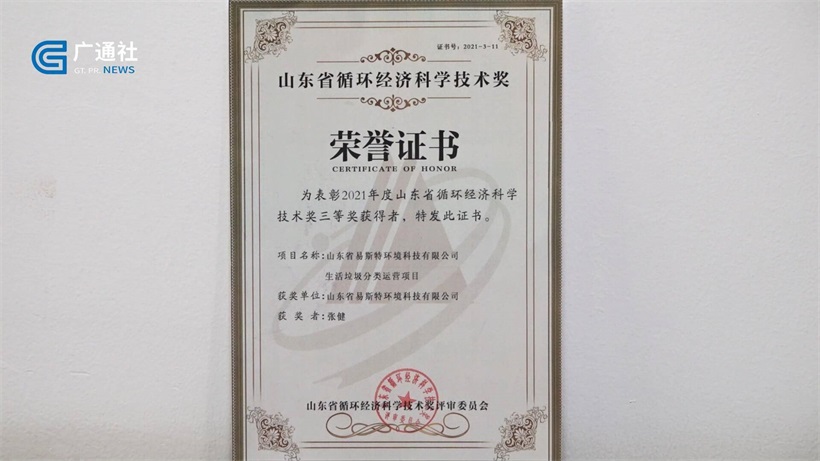 广通社
GT. PR. NEWS
证书号：2021-3-11
山东省循环经济科学技术奖
荣誉证书
CERTIFICATE OF HONOR
为表彰2021年度山东省循环经济科学
技术奖三等奖获得者，特发此证书。
项目名称：山东省易斯特环境科技有限公司
生活垃圾分类运营项目
获奖单位：山东省易斯特环境科技有限公司
获奖者：张健
山东省循环经济科学技术奖评审委员会